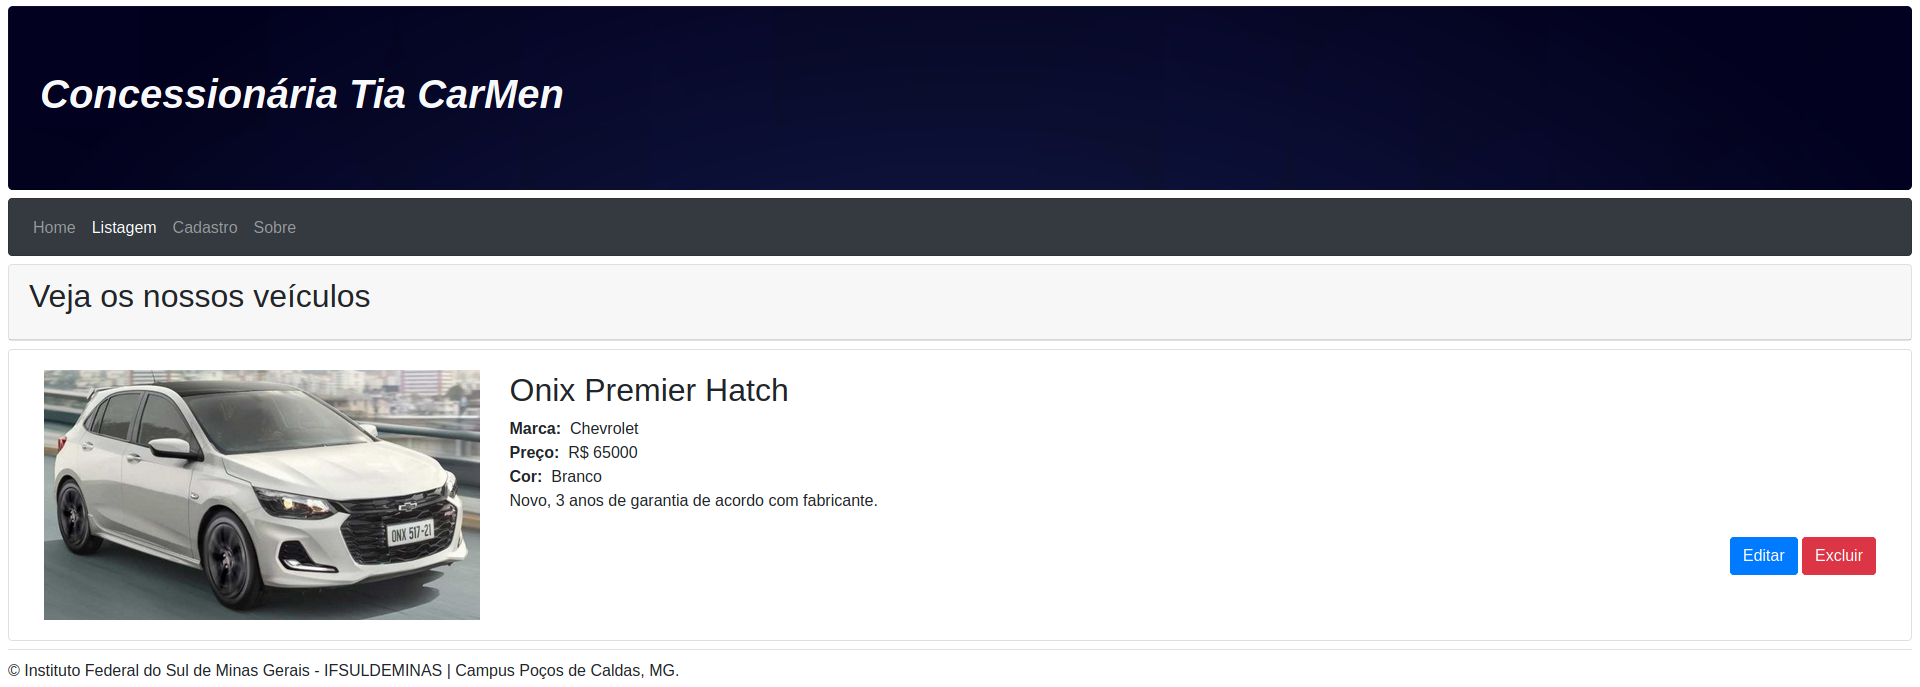 Concessionária Tia CarMen
Home Listagem Cadastro Sobre
Veja os nossos veículos
Onix Premier Hatch
Marca: Chevrolet
Preço: R$ 65000
Cor: Branco
Novo, 3 anos de garantia de acordo com fabricante.
ONX 517-21
Editar Excluir
© Instituto Federal do Sul de Minas Gerais - IFSULDEMINAS | Campus Poços de Caldas, MG.